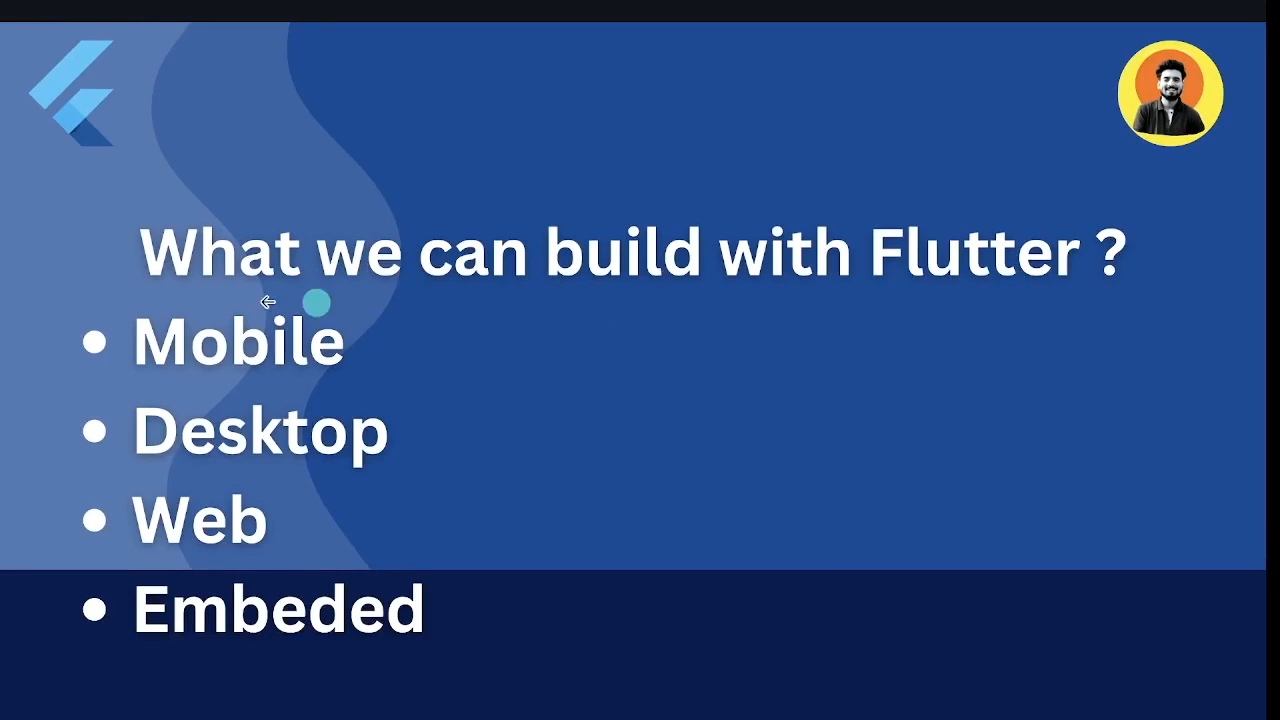 What we can build with Flutter ?
• Mobile
• Desktop
• Web
• Embeded